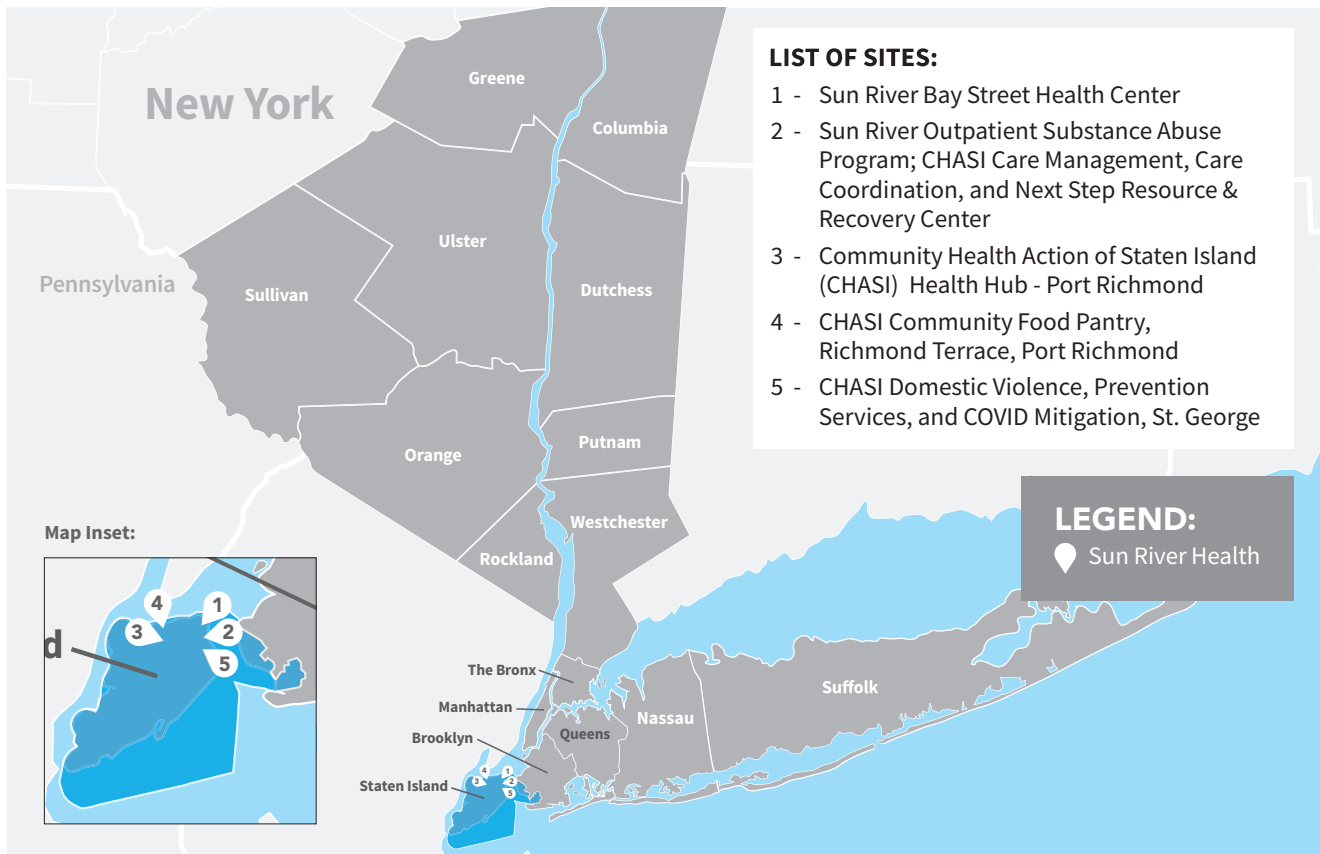 New York
Pennsylvania
Greene
Columbia
Ulster
Sullivan
Dutchess
Orange
Putnam
Westchester
Rockland
The Bronx
Manhattan
Brooklyn
Queens
Nassau
Suffolk
Staten Island
4
1
3
2
5
LIST OF SITES:
1 - Sun River Bay Street Health Center
2 - Sun River Outpatient Substance Abuse
Program; CHASI Care Management, Care
Coordination, and Next Step Resource &
Recovery Center
3 - Community Health Action of Staten Island
(CHASI) Health Hub - Port Richmond
4 - CHASI Community Food Pantry,
Richmond Terrace, Port Richmond
5 - CHASI Domestic Violence, Prevention
Services, and COVID Mitigation, St. George
LEGEND:
Sun River Health
Map Inset:
4
1
3
2
d
5